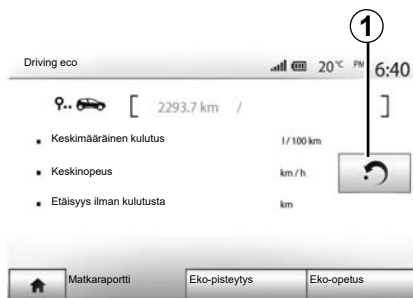 1
Driving eco 20°C PM 6:40
[ 2293.7 km / ]
Keskimääräinen kulutus l/100 km
Keskinopeus km/h
Etäisyys ilman kulutusta km
Matkaraportti Eko-pisteytys Eko-opetus